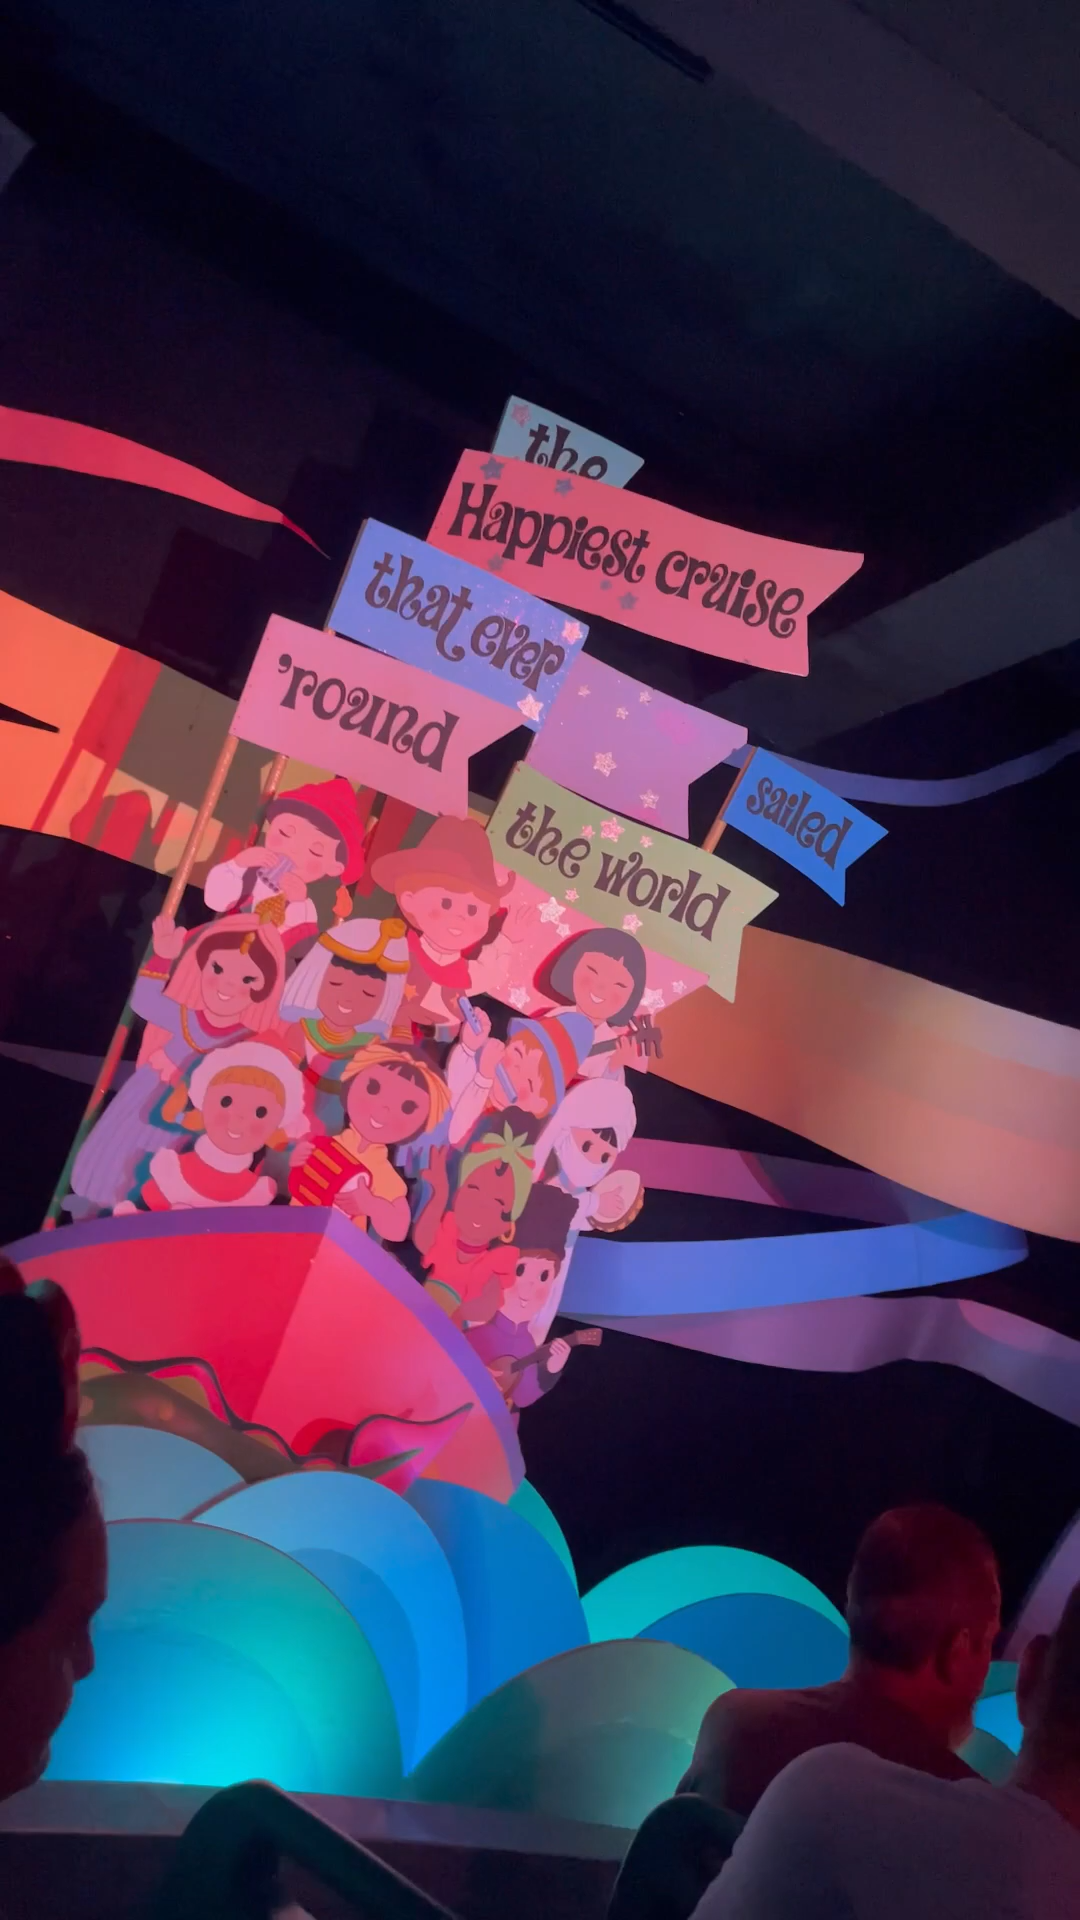 the
Happiest cruise
that ever
sailed
'round
the world